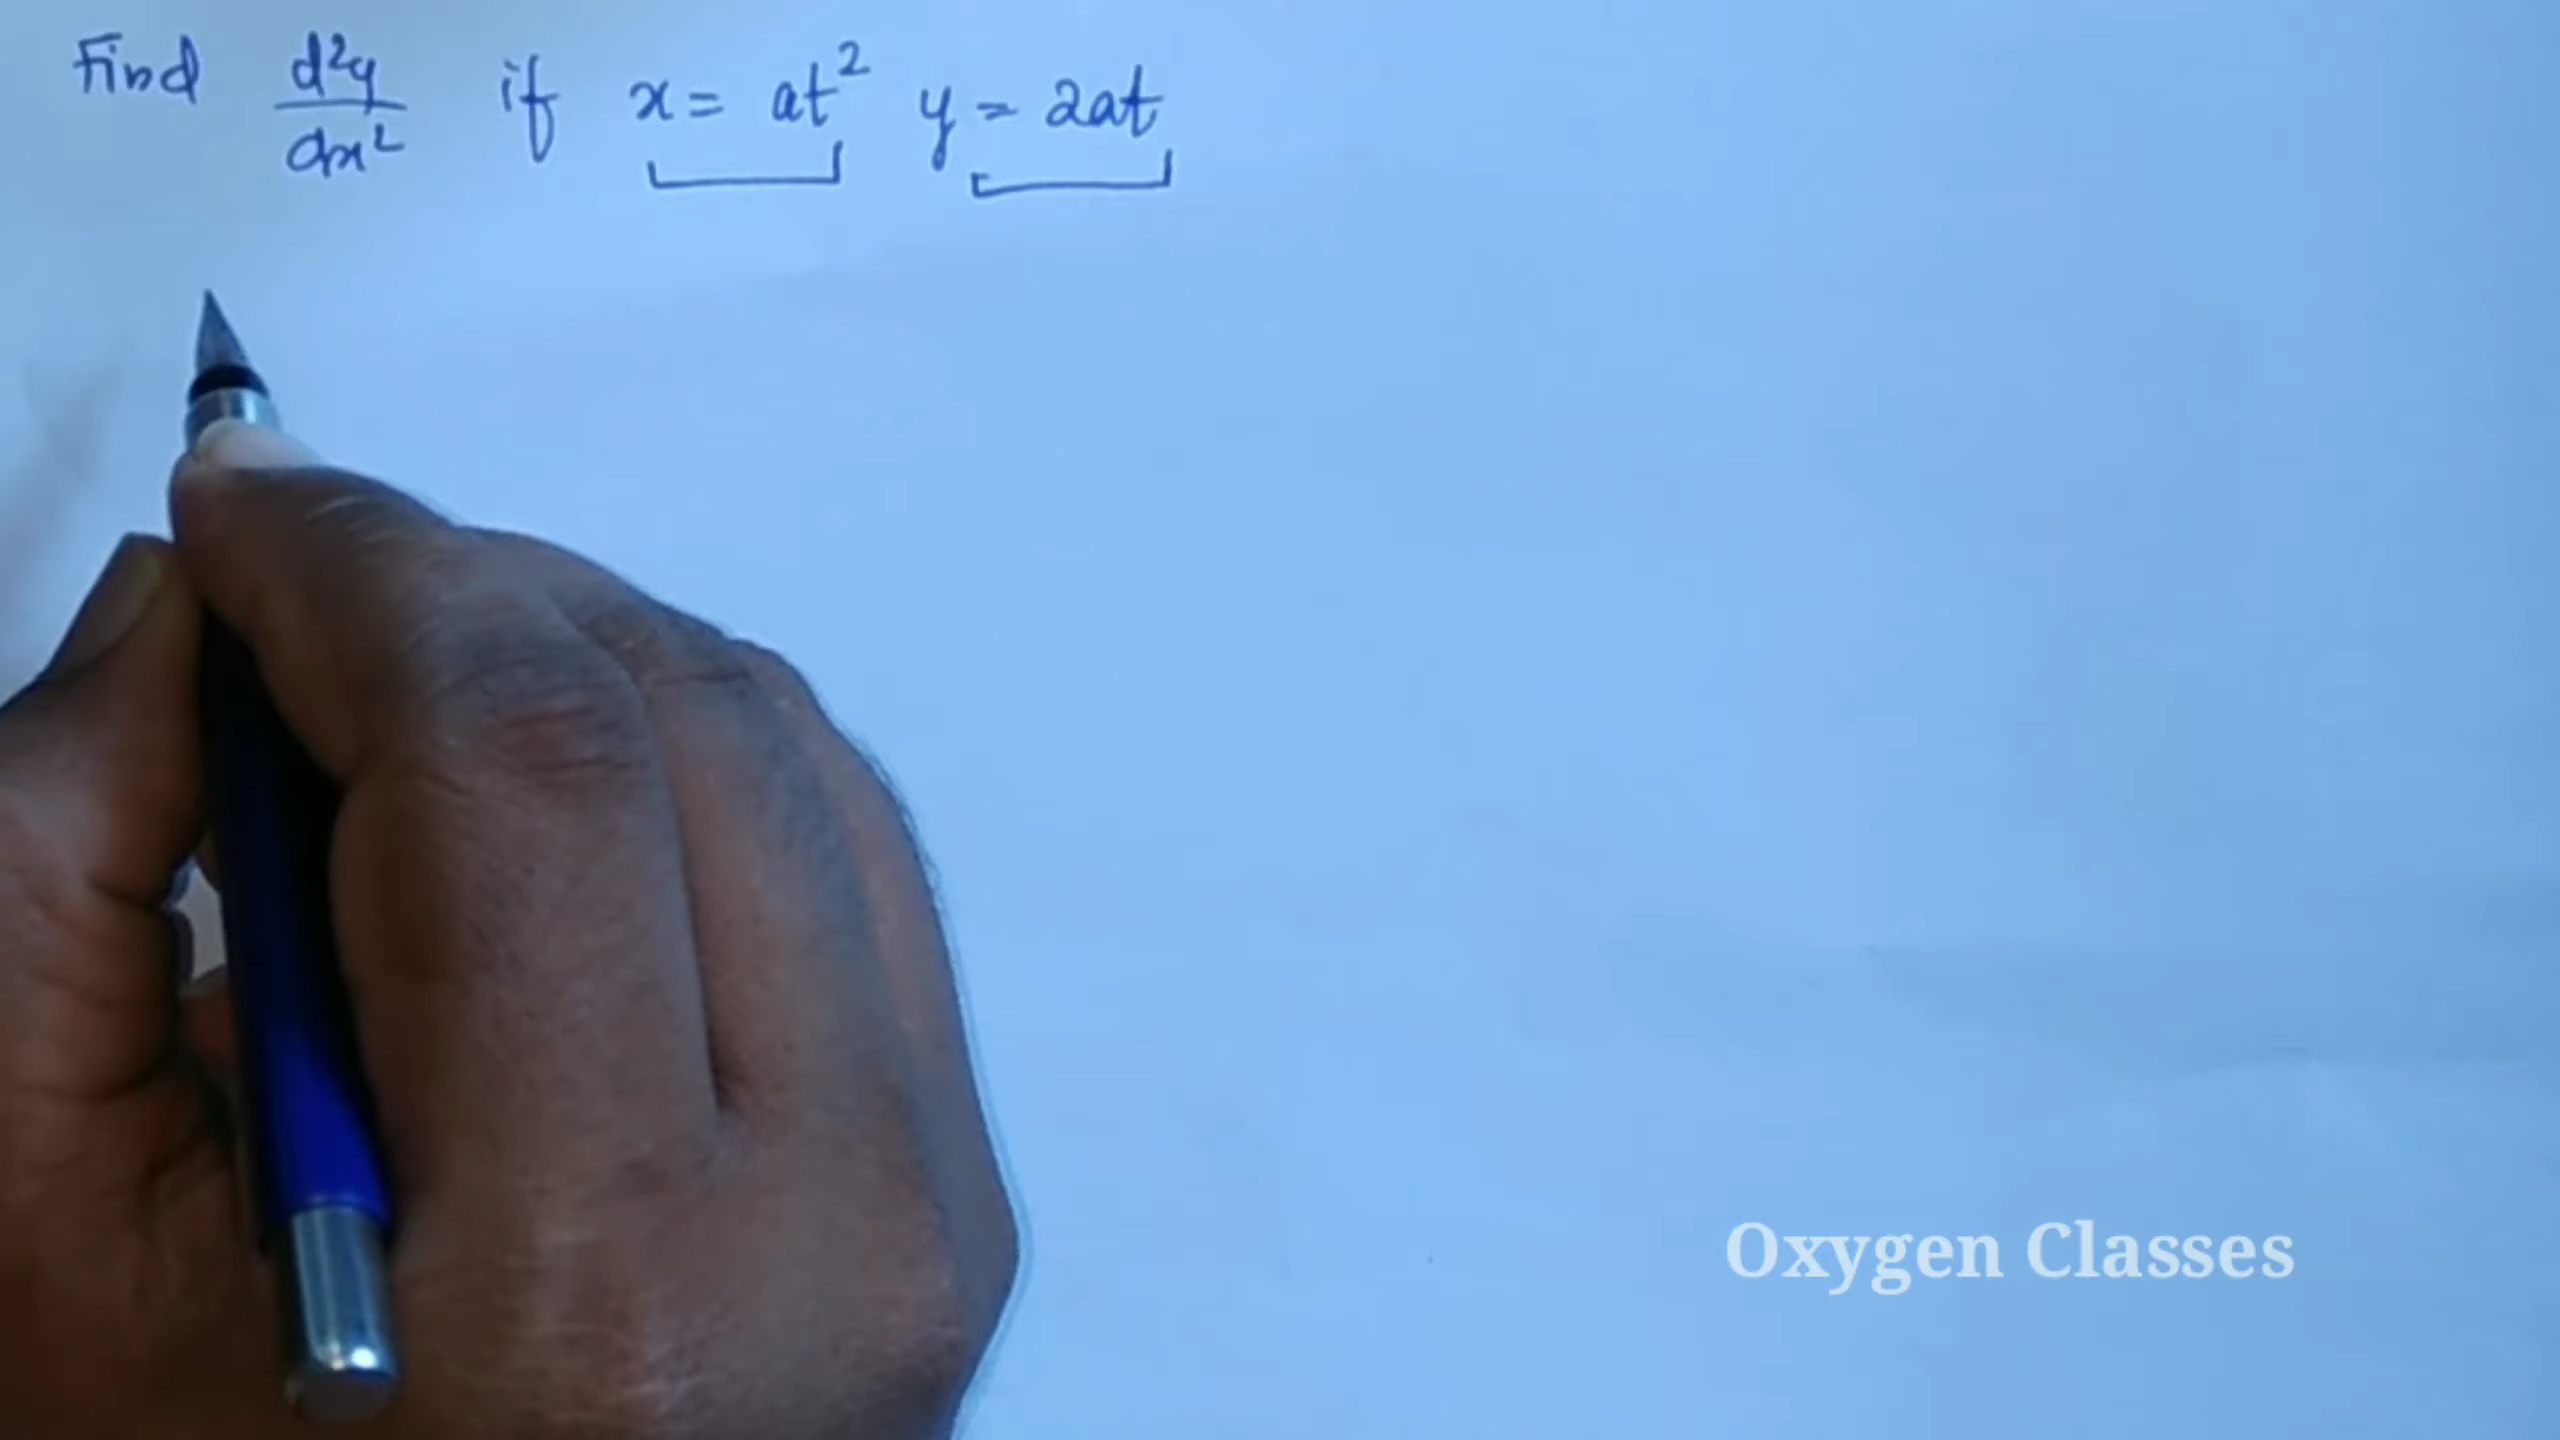 Find d²y/dx² if x = at² y = 2at
Oxygen Classes